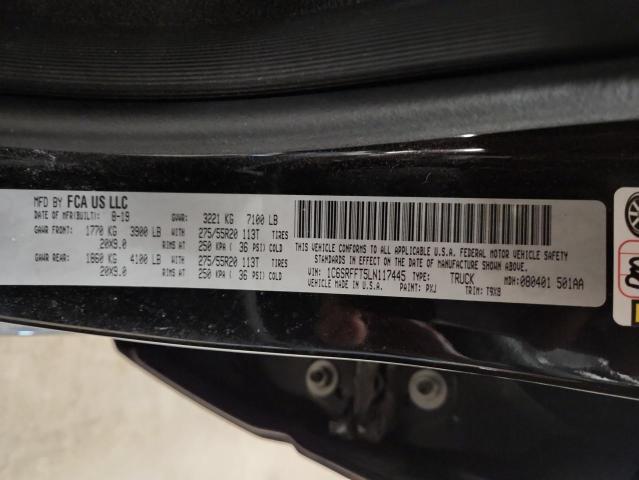 MFD BY FCA US LLC
DATE OF MFR(BUILT): 8-19 GVWR: 3221 KG 7100 LB
GAWR FRONT: 1770 KG 3900 LB WITH 275/55R20 113T TIRES
20X9.0 RIMS AT 250 KPA ( 36 PSI) COLD
GAWR REAR: 1860 KG 4100 LB WITH 275/55R20 113T TIRES
20X9.0 RIMS AT 250 KPA ( 36 PSI) COLD
THIS VEHICLE CONFORMS TO ALL APPLICABLE U.S.A. FEDERAL MOTOR VEHICLE
SAFETY, BUMPER, AND THEFT PREVENTION
STANDARDS IN EFFECT ON THE DATE OF MANUFACTURE SHOWN ABOVE.
VIN: 1C6SRFFT5LN117445 TYPE: TRUCK MDH:080401 501AA
VEHICLE MADE IN U.S.A. PAINT: PXJ TRIM: T9X8